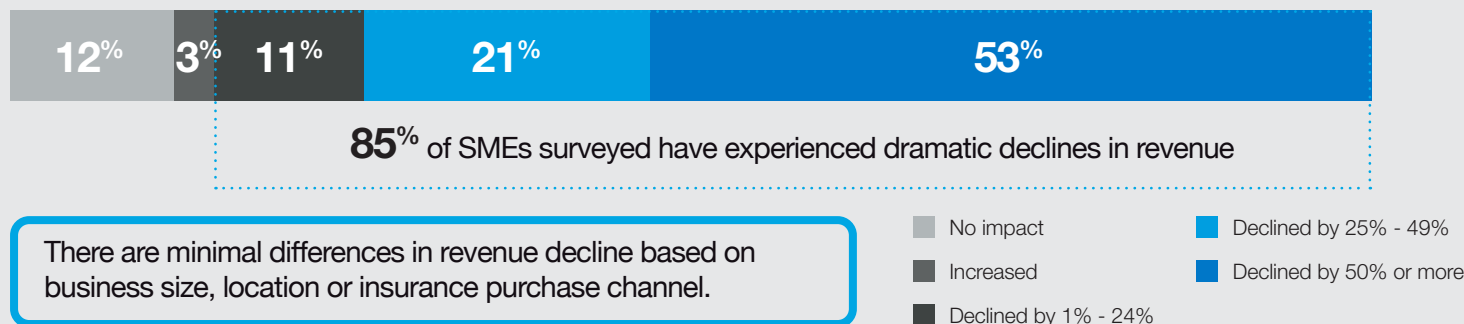 12% 3% 11% 21% 53%
85% of SMEs surveyed have experienced dramatic declines in revenue
There are minimal differences in revenue decline based on
business size, location or insurance purchase channel.
No impact
Increased
Declined by 1% - 24%
Declined by 25% - 49%
Declined by 50% or more